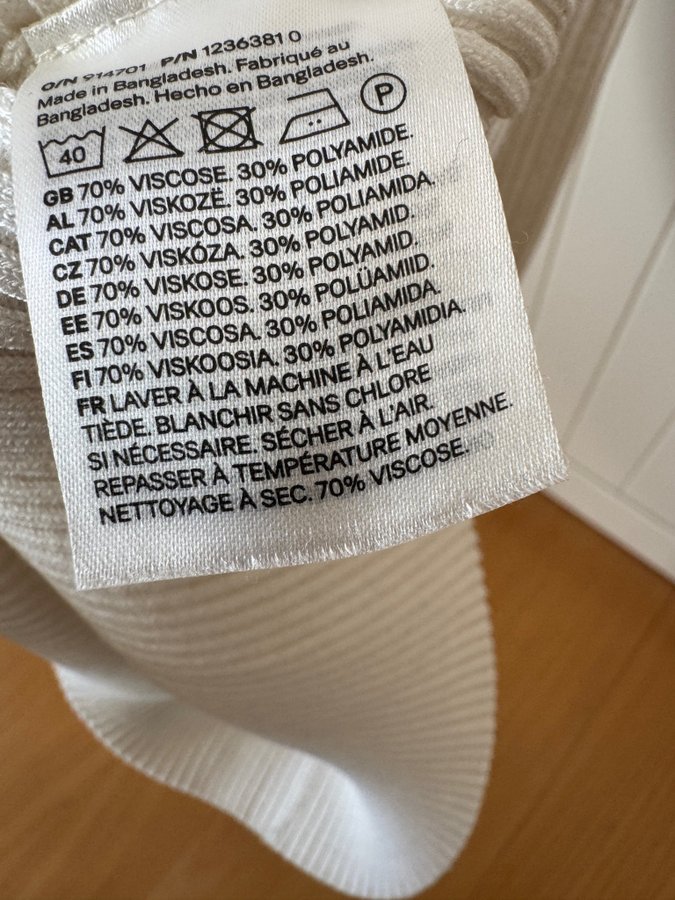 O/N 914701 P/N 1236381 0
Made in Bangladesh. Fabriqué au
Bangladesh. Hecho en Bangladesh.
40 P
GB 70% VISCOSE. 30% POLYAMIDE.
AL 70% VISKOZË. 30% POLIAMIDE.
CAT 70% VISCOSA. 30% POLIAMIDA.
CZ 70% VISKÓZA. 30% POLYAMID.
DE 70% VISKOSE. 30% POLYAMID.
EE 70% VISKOOS. 30% POLÜAMIID.
ES 70% VISCOSA. 30% POLIAMIDA.
FI 70% VISKOOSIA. 30% POLYAMIDIA.
FR LAVER À LA MACHINE À L'EAU
TIÈDE. BLANCHIR SANS CHLORE
SI NÉCESSAIRE. SÉCHER À L'AIR.
REPASSER À TEMPÉRATURE MOYENNE.
NETTOYAGE À SEC. 70% VISCOSE.